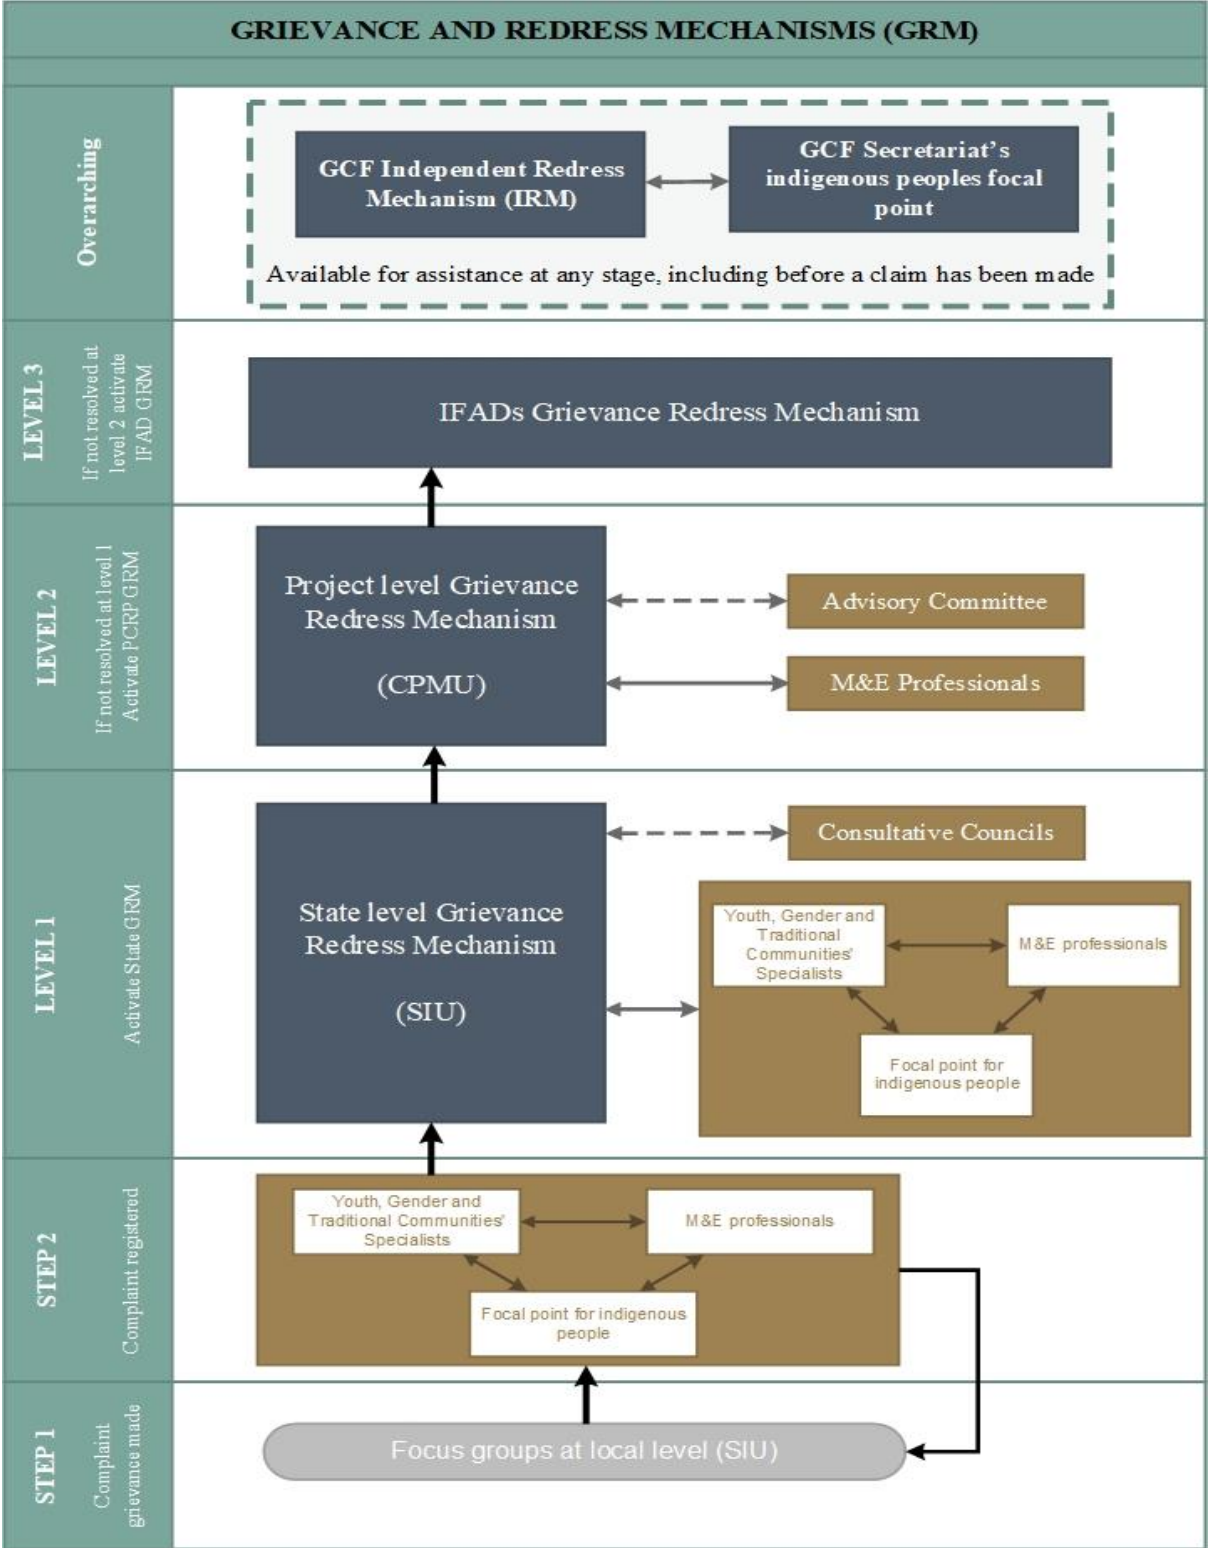 GRIEVANCE AND REDRESS MECHANISMS (GRM)
Overarching
GCF Independent Redress
Mechanism (IRM)
GCF Secretariat's
indigenous peoples focal
point
Available for assistance at any stage, including before a claim has been made
LEVEL 3
If not resolved at
level 2 activate
IFAD GRM
IFADs Grievance Redress Mechanism
LEVEL 2
If not resolved at level 1
Activate PCRP GRM
Project level Grievance
Redress Mechanism
(CPMU)
Advisory Committee
M&E Professionals
LEVEL 1
Activate State GRM
State level Grievance
Redress Mechanism
(SIU)
Consultative Councils
Youth, Gender and
Traditional
Communities'
Specialists
M&E professionals
Focal point for
indigenous people
STEP 2
Complaint registered
Youth, Gender and
Traditional Communities'
Specialists
M&E professionals
Focal point for indigenous
people
STEP 1
Complaint
grievance made
Focus groups at local level (SIU)